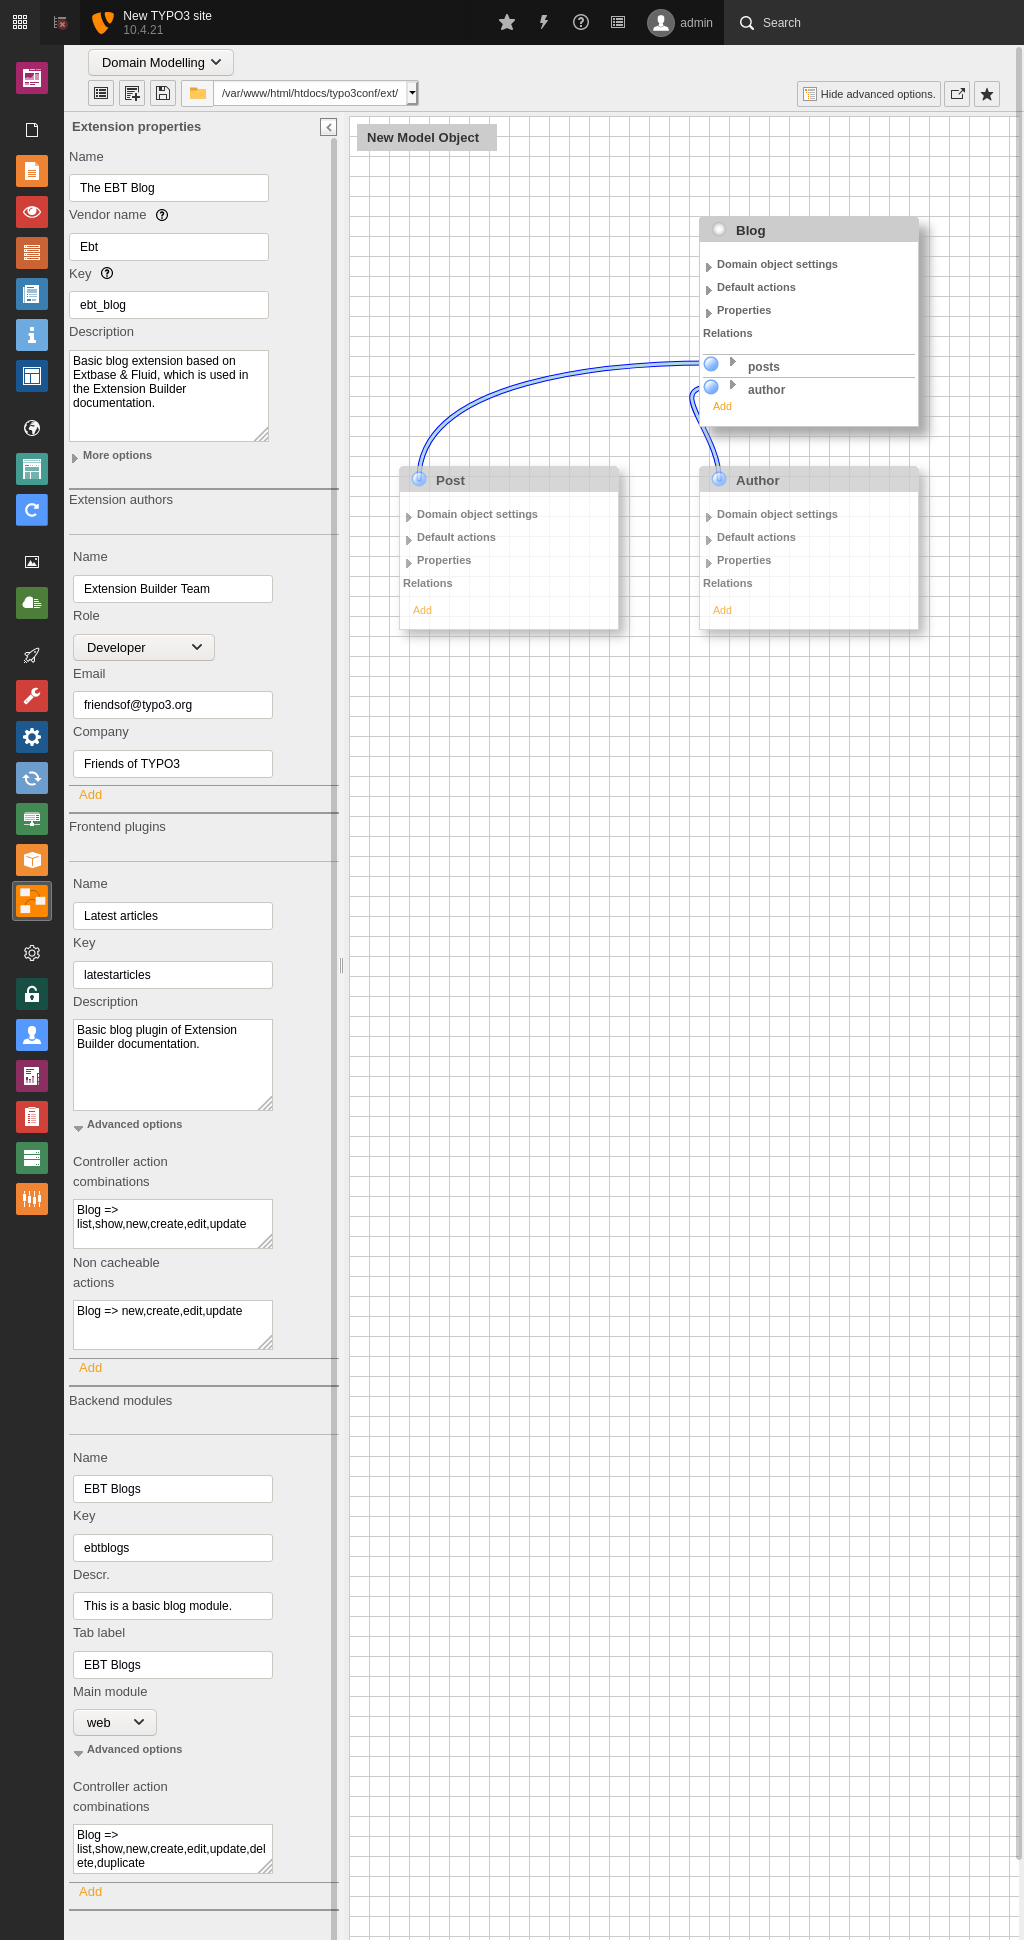 New TYPO3 site
10.4.21
admin
Search
Domain Modelling
/var/www/html/htdocs/typo3conf/ext/
Hide advanced options.
Extension properties
Name
The EBT Blog
Vendor name
Ebt
Key
ebt_blog
Description
Basic blog extension based on
Extbase & Fluid, which is used in
the Extension Builder
documentation.
More options
Extension authors
Name
Extension Builder Team
Role
Developer
Email
friendsof@typo3.org
Company
Friends of TYPO3
Add
Frontend plugins
Name
Latest articles
Key
latestarticles
Description
Basic blog plugin of Extension
Builder documentation.
Advanced options
Controller action
combinations
Blog =>
list,show,new,create,edit,update
Non cacheable
actions
Blog => new,create,edit,update
Add
Backend modules
Name
EBT Blogs
Key
ebtblogs
Descr.
This is a basic blog module.
Tab label
EBT Blogs
Main module
web
Advanced options
Controller action
combinations
Blog =>
list,show,new,create,edit,update,del
ete,duplicate
Add
New Model Object
Blog
Domain object settings
Default actions
Properties
Relations
posts
author
Add
Post
Domain object settings
Default actions
Properties
Relations
Add
Author
Domain object settings
Default actions
Properties
Relations
Add